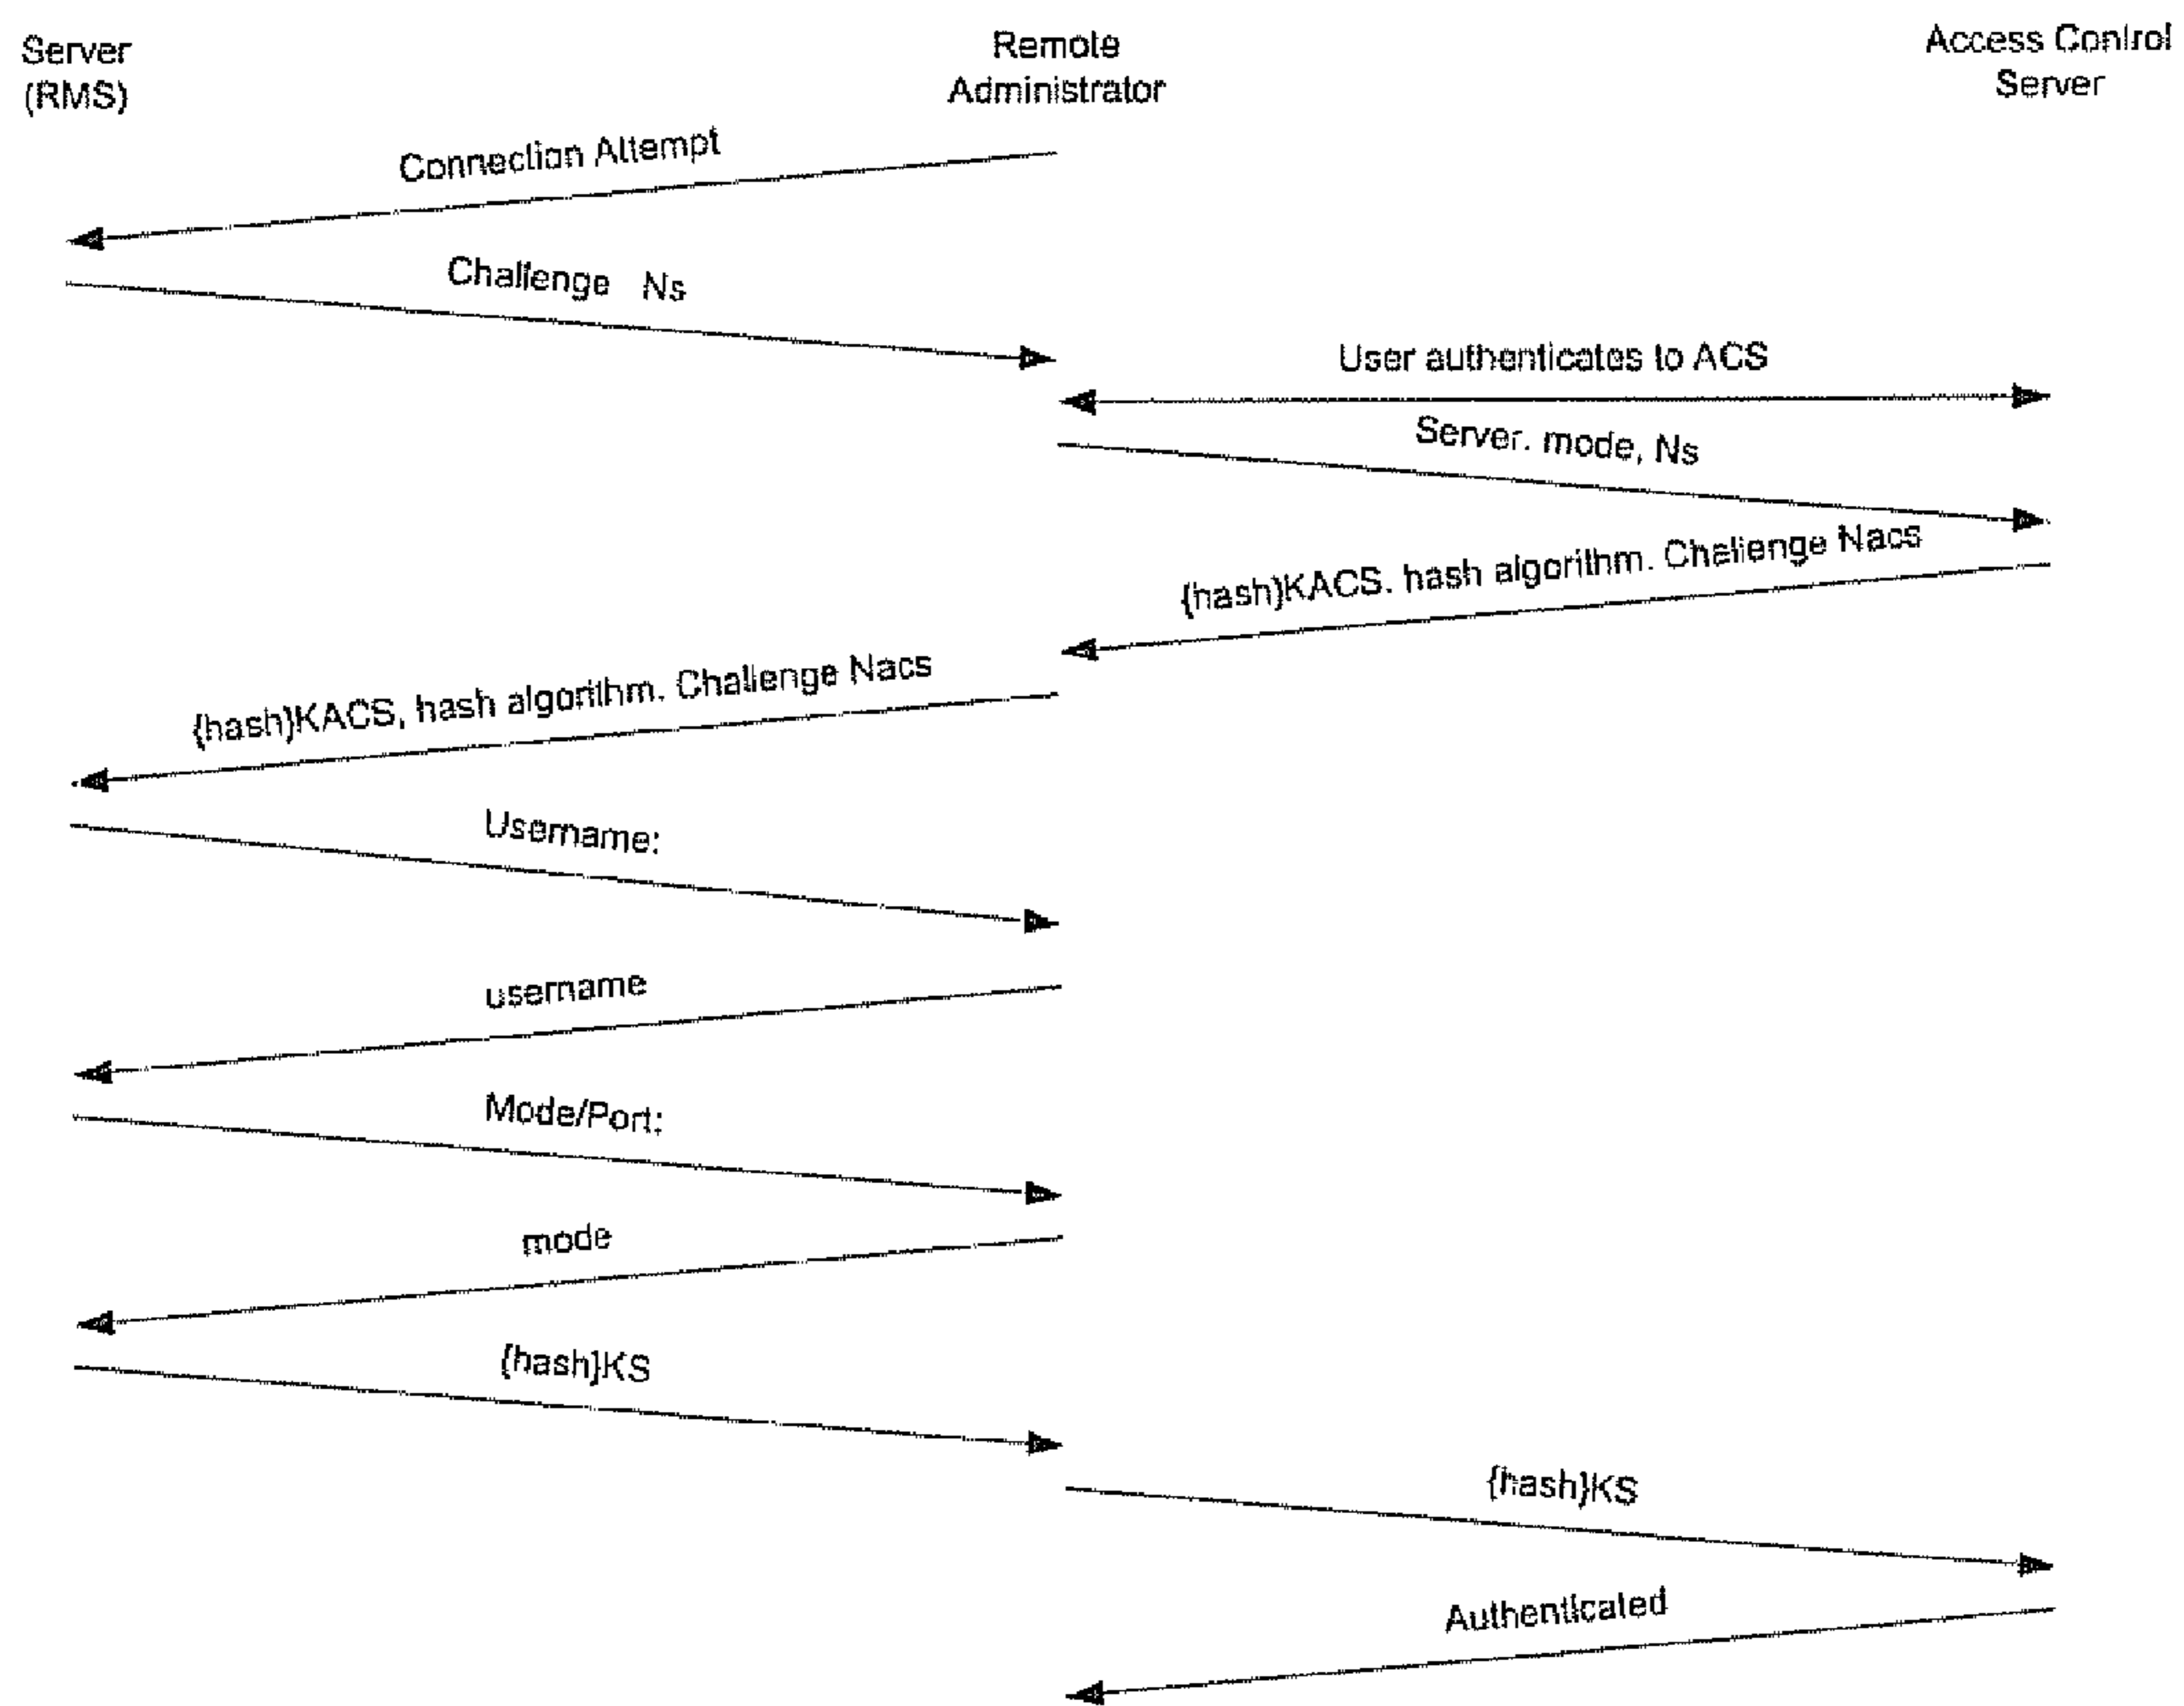 Server
(RMS)
Remote
Administrator
Access Control
Server
Connection Attempt
Challenge Ns
User authenticates to ACS
Server. mode, Ns
{hash}KACS. hash algorithm. Challenge Nacs
{hash}KACS, hash algorithm. Challenge Nacs
Username:
username
Mode/Port:
mode
{hash}KS
{hash}KS
Authenticated